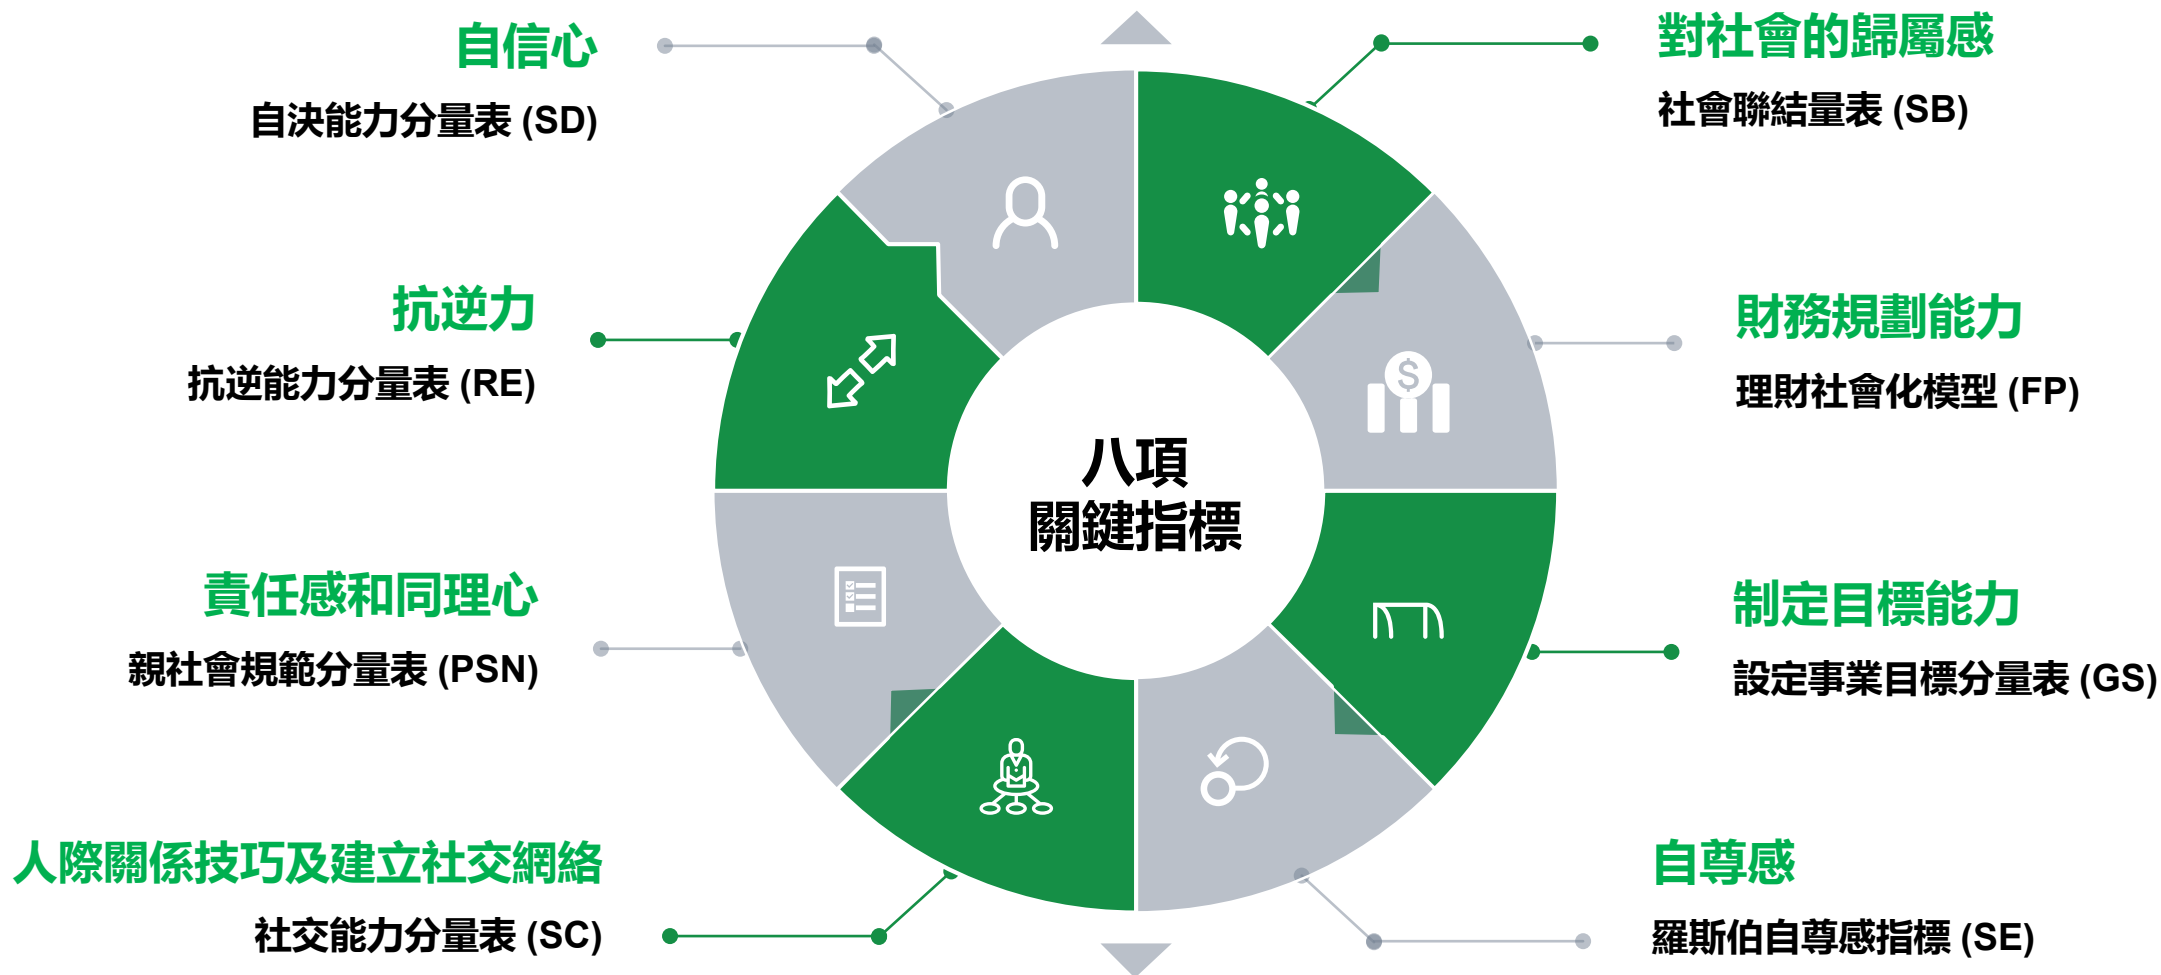 自信心
自決能力分量表 (SD)
對社會的歸屬感
社會聯結量表 (SB)
抗逆力
抗逆能力分量表 (RE)
財務規劃能力
理財社會化模型 (FP)
$
八項
關鍵指標
責任感和同理心
親社會規範分量表 (PSN)
制定目標能力
設定事業目標分量表 (GS)
人際關係技巧及建立社交網絡
社交能力分量表 (SC)
自尊感
羅斯伯自尊感指標 (SE)